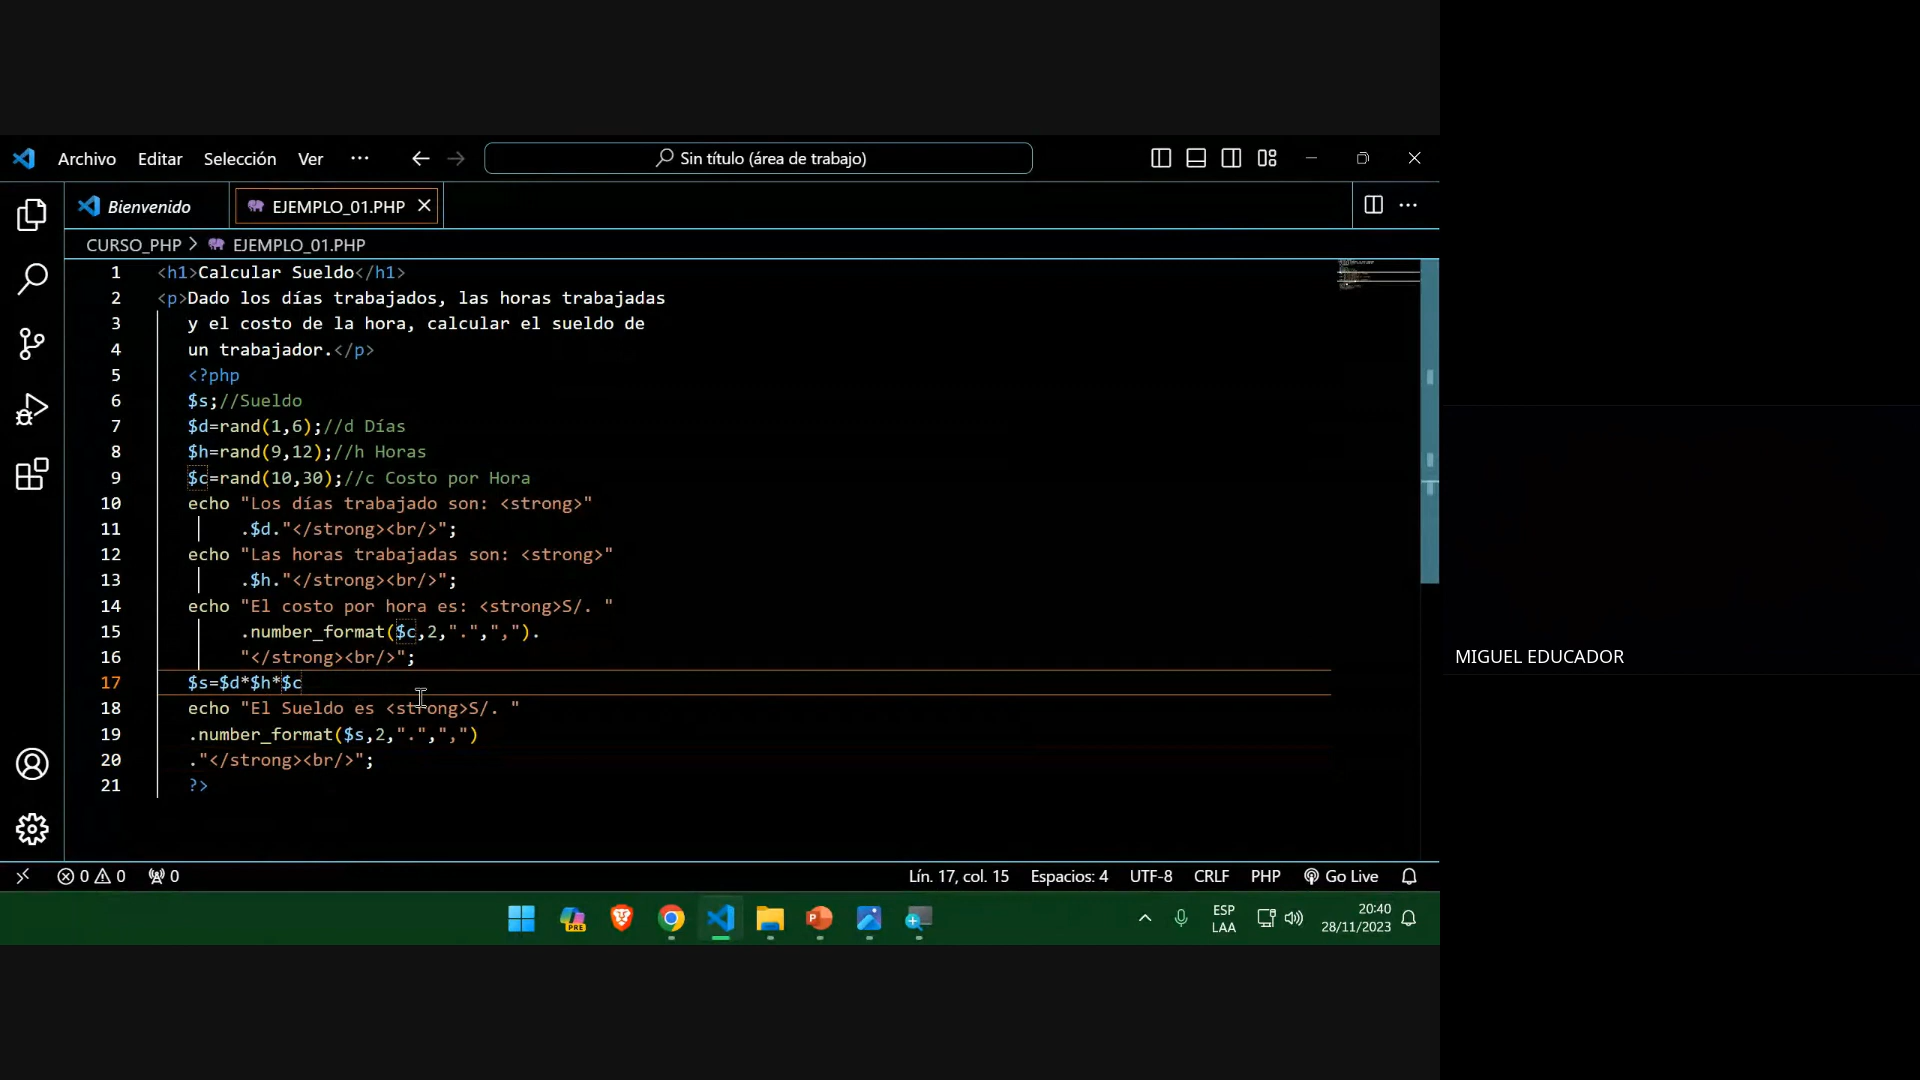 Archivo Editar Selección Ver ··· Sin título (área de trabajo)
Bienvenido EJEMPLO_01.PHP
CURSO_PHP > EJEMPLO_01.PHP
1 <h1>Calcular Sueldo</h1>
2 <p>Dado los días trabajados, las horas trabajadas
3 y el costo de la hora, calcular el sueldo de
4 un trabajador.</p>
5 <?php
6 $s;//Sueldo
7 $d=rand(1,6);//d Días
8 $h=rand(9,12);//h Horas
9 $c=rand(10,30);//c Costo por Hora
10 echo "Los días trabajado son: <strong>"
11 .$d."</strong><br/>";
12 echo "Las horas trabajadas son: <strong>"
13 .$h."</strong><br/>";
14 echo "El costo por hora es: <strong>S/. "
15 .number_format($c,2,".",",").
16 "</strong><br/>";
17 $s=$d*$h*$c
18 echo "El Sueldo es <strong>S/. "
19 .number_format($s,2,".",",")
20 ."</strong><br/>";
21 ?>
MIGUEL EDUCADOR
0 0 0 Lín. 17, col. 15 Espacios: 4 UTF-8 CRLF PHP Go Live
PRE P ESP LAA 20:40
28/11/2023